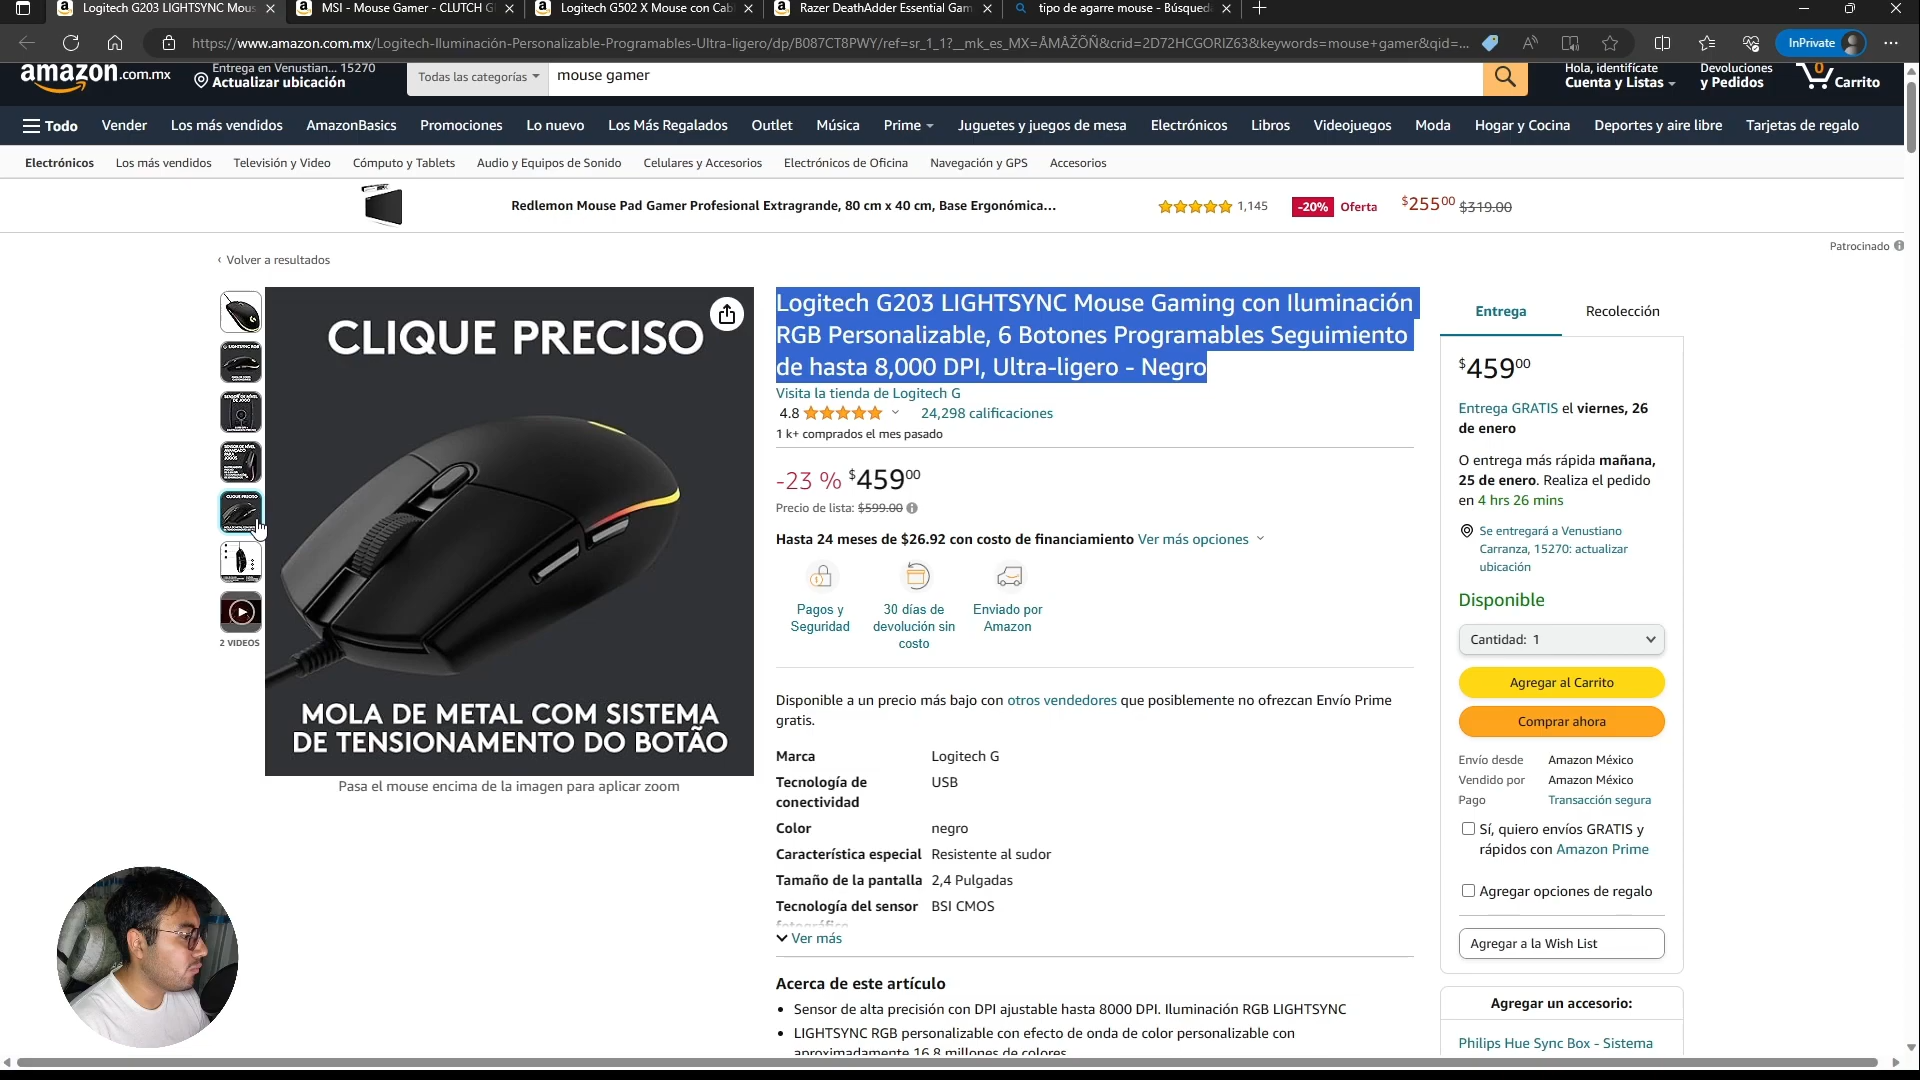 Logitech G203 LIGHTSYNC Mous
MSI - Mouse Gamer - CLUTCH G
Logitech G502 X Mouse con Cab
Razer DeathAdder Essential Gam
tipo de agarre mouse - Búsqued
https://www.amazon.com.mx/Logitech-Iluminación-Personalizable-Programables-Ultra-ligero/dp/B087CT8PWY/ref=sr_1_1?__mk_es_MX=ÅMÅŽÕÑ&crid=2D72HCGORIZ63&keywords=mouse+gamer&qid=...
InPrivate
amazon.com.mx
Entrega en Venustian... 15270
Actualizar ubicación
Todas las categorías
mouse gamer
Hola, identifícate
Cuenta y Listas
Devoluciones
y Pedidos
0
Carrito
Todo
Vender
Los más vendidos
AmazonBasics
Promociones
Lo nuevo
Los Más Regalados
Outlet
Música
Prime
Juguetes y juegos de mesa
Electrónicos
Libros
Videojuegos
Moda
Hogar y Cocina
Deportes y aire libre
Tarjetas de regalo
Electrónicos
Los más vendidos
Televisión y Video
Cómputo y Tablets
Audio y Equipos de Sonido
Celulares y Accesorios
Electrónicos de Oficina
Navegación y GPS
Accesorios
Redlemon Mouse Pad Gamer Profesional Extragrande, 80 cm x 40 cm, Base Ergonómica...
1,145
-20% Oferta
$25500 $319.00
Patrocinado
‹ Volver a resultados
2 VIDEOS
CLIQUE PRECISO
MOLA DE METAL COM SISTEMA
DE TENSIONAMENTO DO BOTÃO
Pasa el mouse encima de la imagen para aplicar zoom
Logitech G203 LIGHTSYNC Mouse Gaming con Iluminación
RGB Personalizable, 6 Botones Programables Seguimiento
de hasta 8,000 DPI, Ultra-ligero - Negro
Visita la tienda de Logitech G
4.8
24,298 calificaciones
1 k+ comprados el mes pasado
-23 % $45900
Precio de lista: $599.00
Hasta 24 meses de $26.92 con costo de financiamiento Ver más opciones
Pagos y
Seguridad
30 días de
devolución sin
costo
Enviado por
Amazon
Disponible a un precio más bajo con otros vendedores que posiblemente no ofrezcan Envío Prime
gratis.
Marca Logitech G
Tecnología de
conectividad
USB
Color negro
Característica especial Resistente al sudor
Tamaño de la pantalla 2,4 Pulgadas
Tecnología del sensor BSI CMOS
fotográfico
Ver más
Acerca de este artículo
• Sensor de alta precisión con DPI ajustable hasta 8000 DPI. Iluminación RGB LIGHTSYNC
• LIGHTSYNC RGB personalizable con efecto de onda de color personalizable con
aproximadamente 16.8 millones de colores
Entrega
Recolección
$45900
Entrega GRATIS el viernes, 26
de enero
O entrega más rápida mañana,
25 de enero. Realiza el pedido
en 4 hrs 26 mins
Se entregará a Venustiano
Carranza, 15270: actualizar
ubicación
Disponible
Cantidad: 1
Agregar al Carrito
Comprar ahora
Envío desde Amazon México
Vendido por Amazon México
Pago Transacción segura
Sí, quiero envíos GRATIS y
rápidos con Amazon Prime
Agregar opciones de regalo
Agregar a la Wish List
Agregar un accesorio:
Philips Hue Sync Box - Sistema